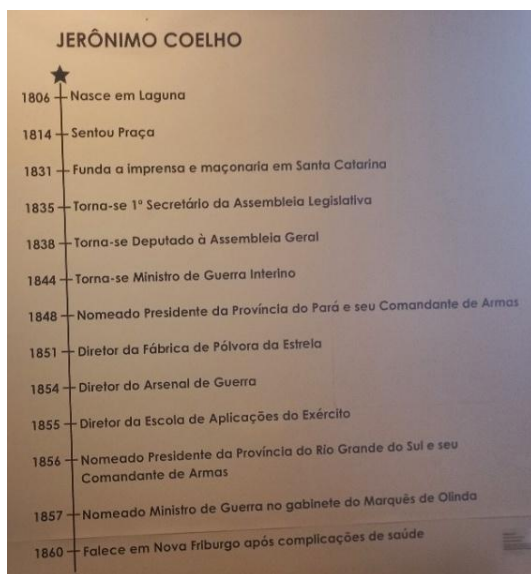 JERÔNIMO COELHO
1806 Nasce em Laguna
1814 Sentou Praça
1831 Funda a imprensa e maçonaria em Santa Catarina
1835 Torna-se 1º Secretário da Assembleia Legislativa
1838 Torna-se Deputado à Assembleia Geral
1844 Torna-se Ministro de Guerra Interino
1848 Nomeado Presidente da Província do Pará e seu Comandante de Armas
1851 Diretor da Fábrica de Pólvora da Estrela
1854 Diretor do Arsenal de Guerra
1855 Diretor da Escola de Aplicações do Exército
1856 Nomeado Presidente da Província do Rio Grande do Sul e seu
Comandante de Armas
1857 Nomeado Ministro de Guerra no gabinete do Marquês de Olinda
1860 Falece em Nova Friburgo após complicações de saúde